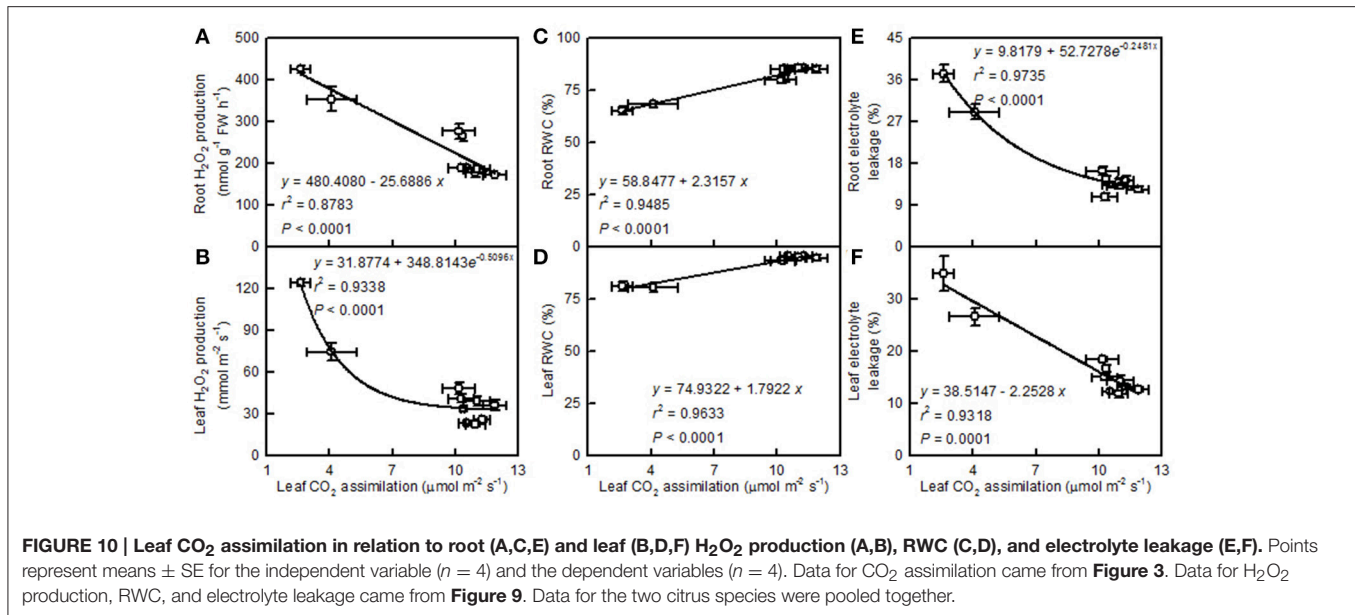 A
500
400
300
200
100
0
Root H₂O₂ production
(nmol g⁻¹ FW h⁻¹)
y = 480.4080 - 25.6886 x
r² = 0.8783
P < 0.0001
B
120
90
60
30
0
Leaf H₂O₂ production
(nmol m⁻² s⁻¹)
y = 31.8774 + 348.8143e^-0.5096x
r² = 0.9338
P < 0.0001
1 4 7 10 13
Leaf CO₂ assimilation (μmol m⁻² s⁻¹)
C
100
75
50
25
0
Root RWC (%)
y = 58.8477 + 2.3157 x
r² = 0.9485
P < 0.0001
D
75
50
25
0
Leaf RWC (%)
y = 74.9322 + 1.7922 x
r² = 0.9633
P < 0.0001
1 4 7 10 13
Leaf CO₂ assimilation (μmol m⁻² s⁻¹)
E
36
27
18
9
0
Root electrolyte
leakage (%)
y = 9.8179 + 52.7278e^-0.2481x
r² = 0.9735
P < 0.0001
F
30
20
10
0
Leaf electrolyte
leakage (%)
y = 38.5147 - 2.2528 x
r² = 0.9318
P = 0.0001
1 4 7 10 13
Leaf CO₂ assimilation (μmol m⁻² s⁻¹)
FIGURE 10 | Leaf CO₂ assimilation in relation to root (A,C,E) and leaf (B,D,F) H₂O₂ production (A,B), RWC (C,D), and electrolyte leakage (E,F). Points
represent means ± SE for the independent variable (n = 4) and the dependent variables (n = 4). Data for CO₂ assimilation came from Figure 3. Data for H₂O₂
production, RWC, and electrolyte leakage came from Figure 9. Data for the two citrus species were pooled together.